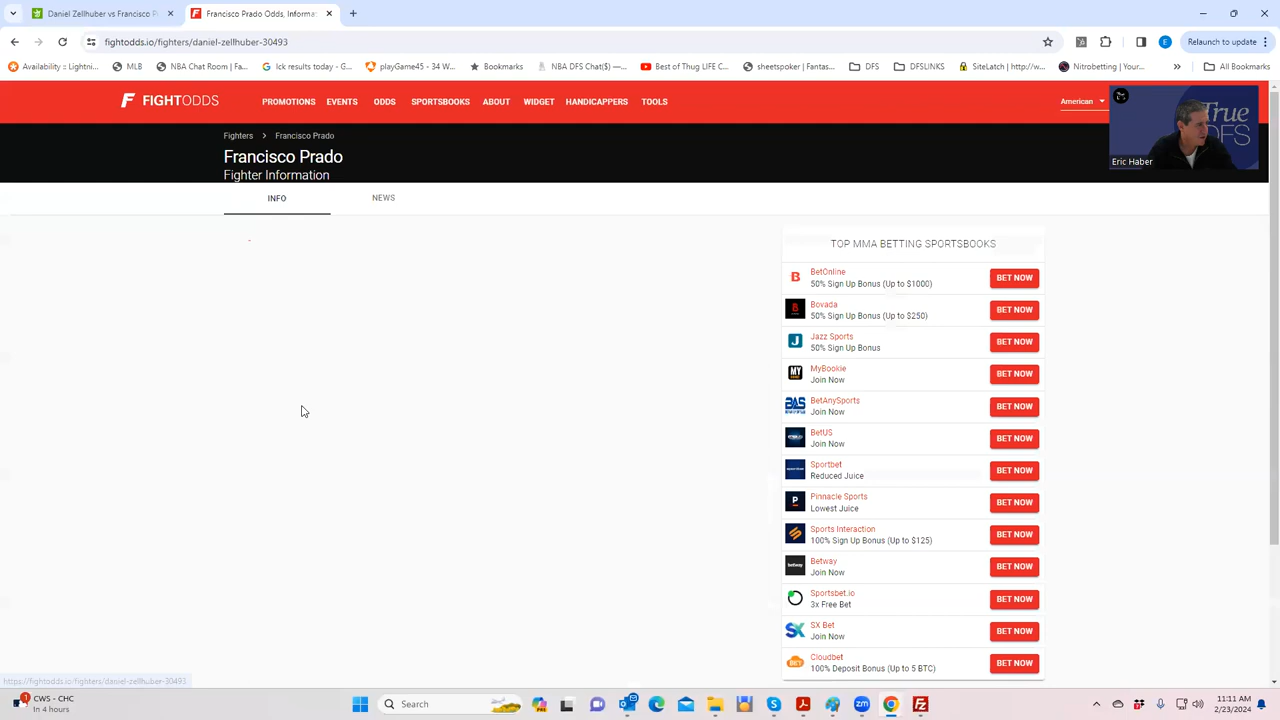 Daniel Zellhuber vs Francisco P
Francisco Prado Odds, Informa
fightodds.io/fighters/daniel-zellhuber-30493
Relaunch to update
Availability :: Lightni...
MLB
NBA Chat Room ( Fa...
Ick results today - G...
playGame45 - 34 W...
Bookmarks
NBA DFS Chat($) —...
Best of Thug LIFE C...
sheetspoker | Fantas...
DFS
DFSLINKS
SiteLatch | http://w...
Nitrobetting | Your...
All Bookmarks
FIGHTODDS
PROMOTIONS EVENTS ODDS SPORTSBOOKS ABOUT WIDGET HANDICAPPERS TOOLS
American
True
DFS
Eric Haber
Fighters > Francisco Prado
Francisco Prado
Fighter Information
INFO
NEWS
TOP MMA BETTING SPORTSBOOKS
BetOnline
50% Sign Up Bonus (Up to $1000)
BET NOW
Bovada
50% Sign Up Bonus (Up to $250)
BET NOW
Jazz Sports
50% Sign Up Bonus
BET NOW
MyBookie
Join Now
BET NOW
BetAnySports
Join Now
BET NOW
BetUS
Join Now
BET NOW
Sportbet
Reduced Juice
BET NOW
Pinnacle Sports
Lowest Juice
BET NOW
Sports Interaction
100% Sign Up Bonus (Up to $125)
BET NOW
Betway
Join Now
BET NOW
Sportsbet.io
3x Free Bet
BET NOW
SX Bet
Join Now
BET NOW
Cloudbet
100% Deposit Bonus (Up to 5 BTC)
BET NOW
https://fightodds.io/fighters/daniel-zellhuber-30493
CWS - CHC
In 4 hours
Search
11:11 AM
2/23/2024